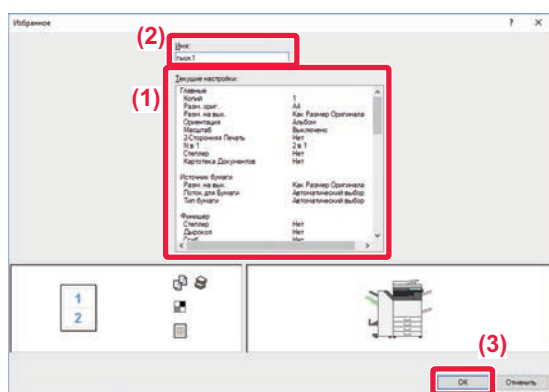 Избранное ? X
(2)
Имя:
(1)
Текущие настройки:
Главные
Копий 1
Разм. ориг. A4
Разм. на вых. Как Размер Оригинала
Ориентация Альбом
Масштаб Выключено
2-Сторонняя Печать Нет
N в 1 2 в 1
Степлер Нет
Картотека Документов Нет
Источник бумаги
Разм. на вых. Как Размер Оригинала
Лоток для Бумаги Автоматический выбор
Тип бумаги Автоматический выбор
Финишер
Степлер Нет
Дырокол Нет
Сгиб Нет
1
2
(3)
OK Отменить